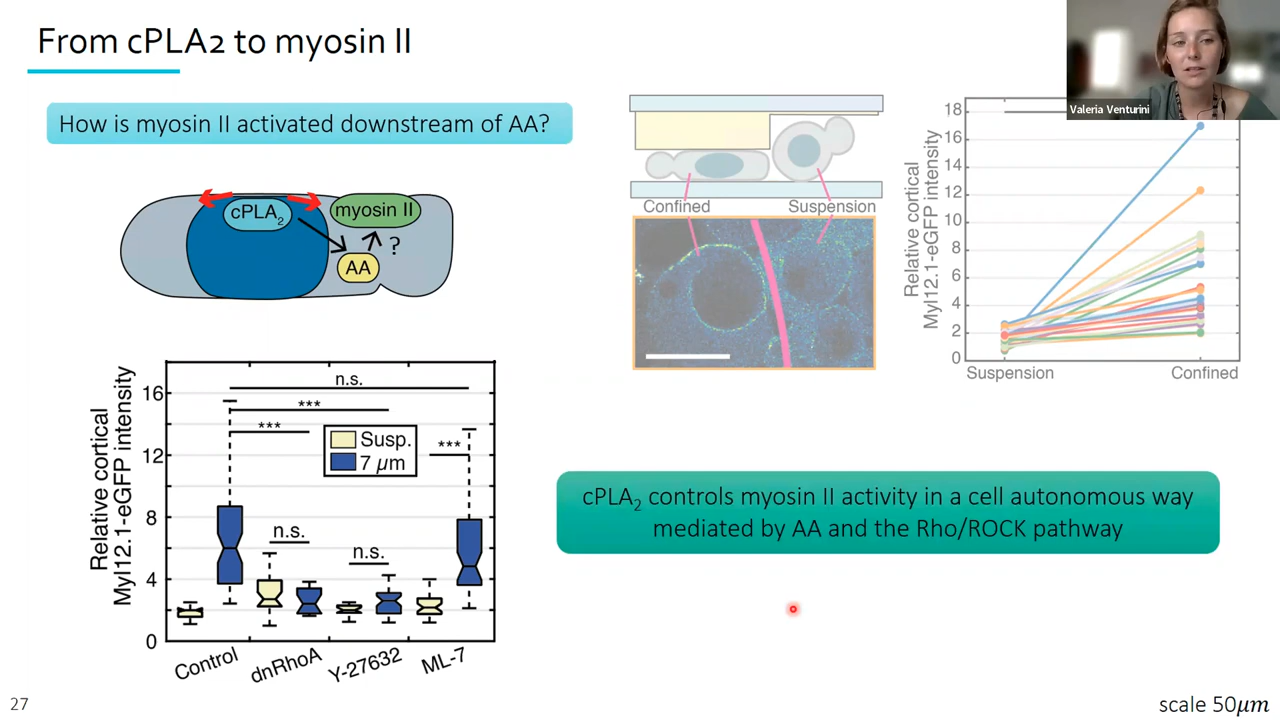 From cPLA2 to myosin II
Valeria Venturini
How is myosin II activated downstream of AA?
cPLA₂
myosin II
AA
?
Confined
Suspension
Relative cortical
Myl12.1-eGFP intensity
18
16
14
12
10
8
6
4
2
0
Suspension
Confined
Relative cortical
Myl12.1-eGFP intensity
16
12
8
4
0
n.s.
***
***
***
n.s.
n.s.
Susp.
7 µm
Control
dnRhoA
Y-27632
ML-7
cPLA₂ controls myosin II activity in a cell autonomous way
mediated by AA and the Rho/ROCK pathway
27
scale 50𝜇𝑚